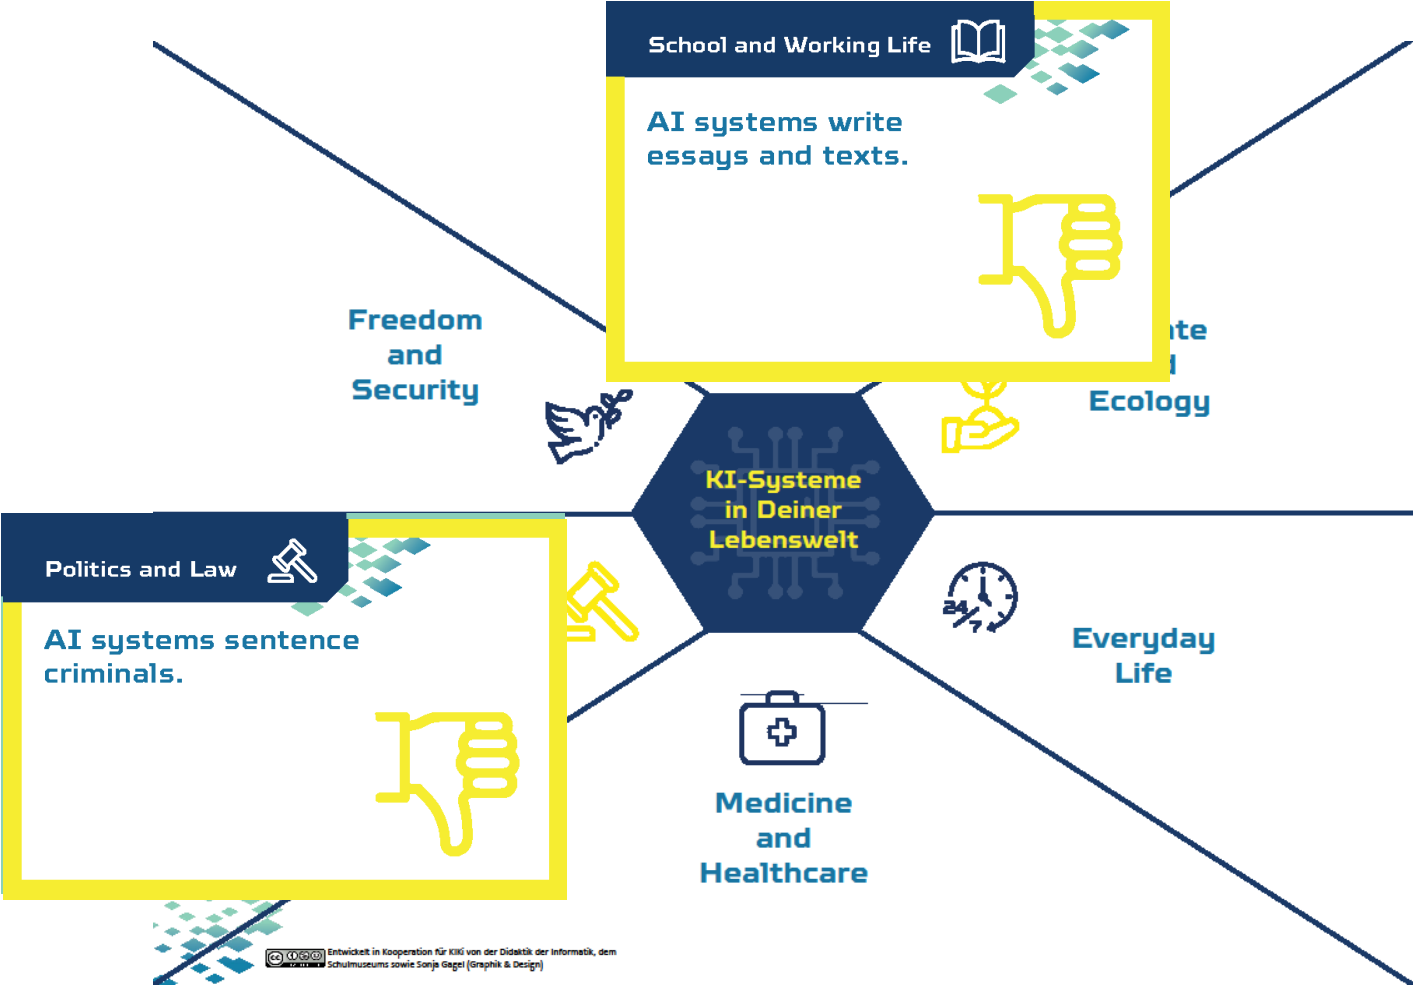 School and Working Life
AI systems write
essays and texts.
Freedom
and
Security
Ecology
KI-Systeme
in Deiner
Lebenswelt
Politics and Law
AI systems sentence
criminals.
24
7
Everyday
Life
Medicine
and
Healthcare
Entwickelt in Kooperation für KIKi von der Didaktik der Informatik, dem
Schulmuseums sowie Sonja Gagel (Graphik & Design)